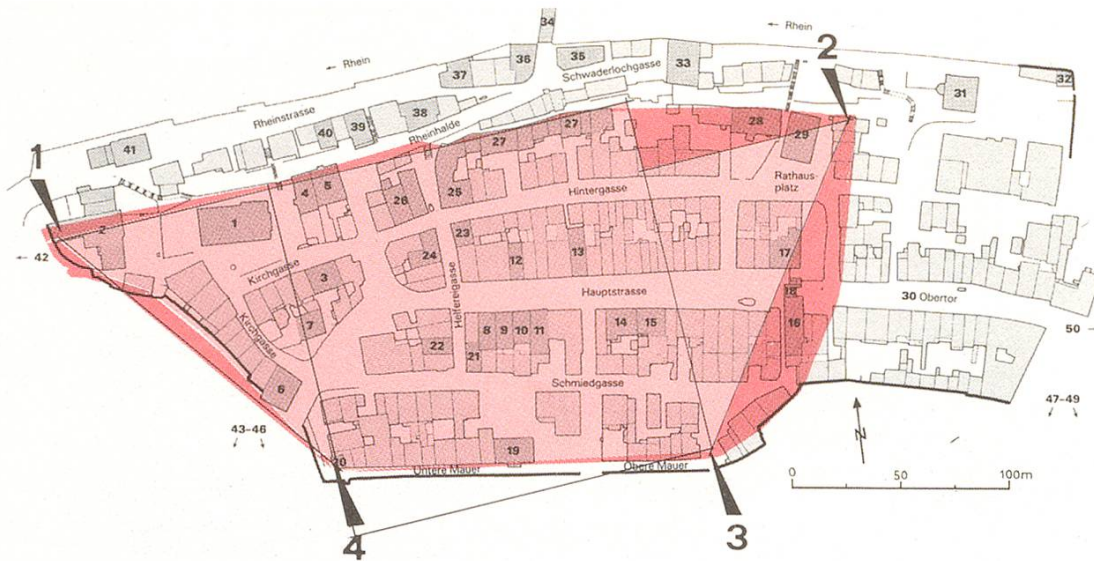 34
← Rhein
2
← Rhein
36
35
Schwaderlochgasse
33
37
32
31
Rheinstrasse
38
39
40
41
Rheinhalde
1
27
28
29
27
4
5
26
25
Hintergasse
Rathaus-
platz
2
1
← 42
23
24
12
13
17
Kirchgasse
3
Helfereigasse
Hauptstrasse
18
30 Obertor
50
7
Kirchgasse
22
8
9
10
11
14
15
16
21
Schmiedgasse
6
43-46
47-49
N
20
19
Untere Mauer
Obere Mauer
0
50
100m
3
4